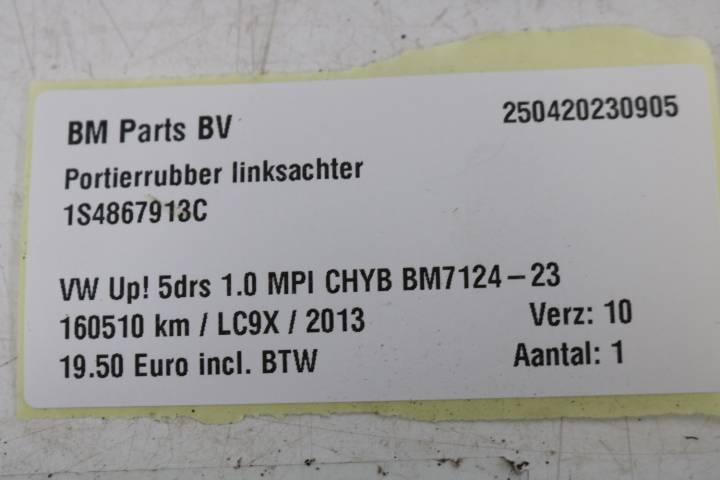 BM Parts BV 250420230905
Portierrubber linksachter
1S4867913C
VW Up! 5drs 1.0 MPI CHYB BM7124-23
160510 km / LC9X / 2013 Verz: 10
19.50 Euro incl. BTW Aantal: 1